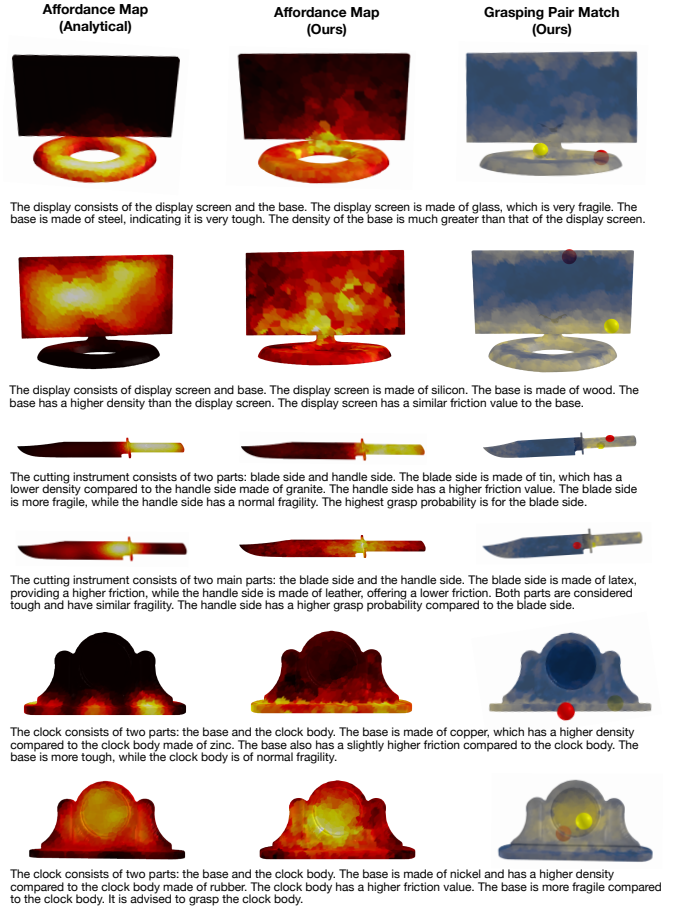 Affordance Map
(Analytical)
Affordance Map
(Ours)
Grasping Pair Match
(Ours)
The display consists of the display screen and the base. The display screen is made of glass, which is very fragile. The
base is made of steel, indicating it is very tough. The density of the base is much greater than that of the display screen.
The display consists of display screen and base. The display screen is made of silicon. The base is made of wood. The
base has a higher density than the display screen. The display screen has a similar friction value to the base.
The cutting instrument consists of two parts: blade side and handle side. The blade side is made of tin, which has a
lower density compared to the handle side made of granite. The handle side has a higher friction value. The blade side
is more fragile, while the handle side has a normal fragility. The highest grasp probability is for the blade side.
The cutting instrument consists of two main parts: the blade side and the handle side. The blade side is made of latex,
providing a higher friction, while the handle side is made of leather, offering a lower friction. Both parts are considered
tough and have similar fragility. The handle side has a higher grasp probability compared to the blade side.
The clock consists of two parts: the base and the clock body. The base is made of copper, which has a higher density
compared to the clock body made of zinc. The base also has a slightly higher friction compared to the clock body. The
base is more tough, while the clock body is of normal fragility.
The clock consists of two parts: the base and the clock body. The base is made of nickel and has a higher density
compared to the clock body made of rubber. The clock body has a higher friction value. The base is more fragile compared
to the clock body. It is advised to grasp the clock body.